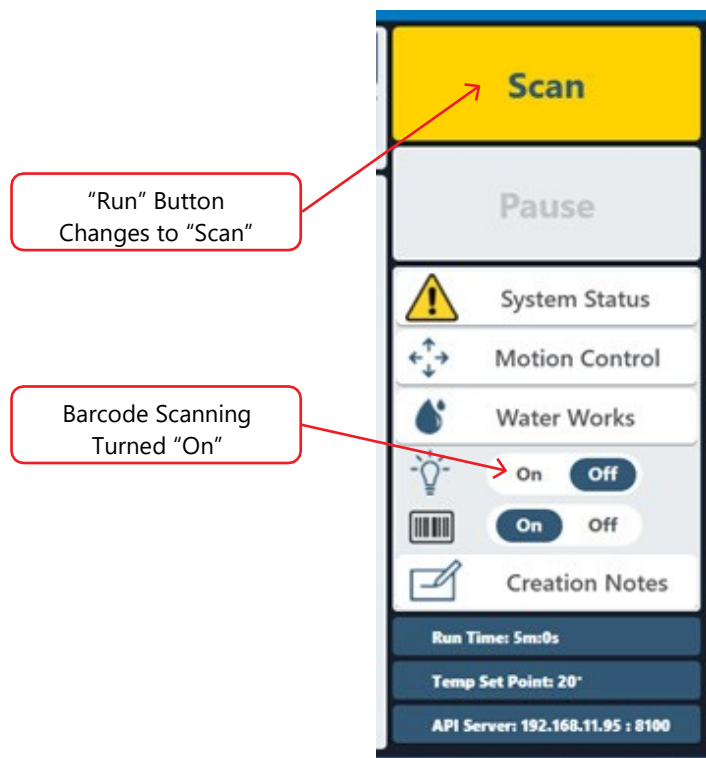 Scan
Pause
“Run” Button
Changes to “Scan”
System Status
Motion Control
Water Works
Barcode Scanning
Turned “On”
On Off
On Off
Creation Notes
Run Time: 5m:0s
Temp Set Point: 20°
API Server: 192.168.11.95 : 8100